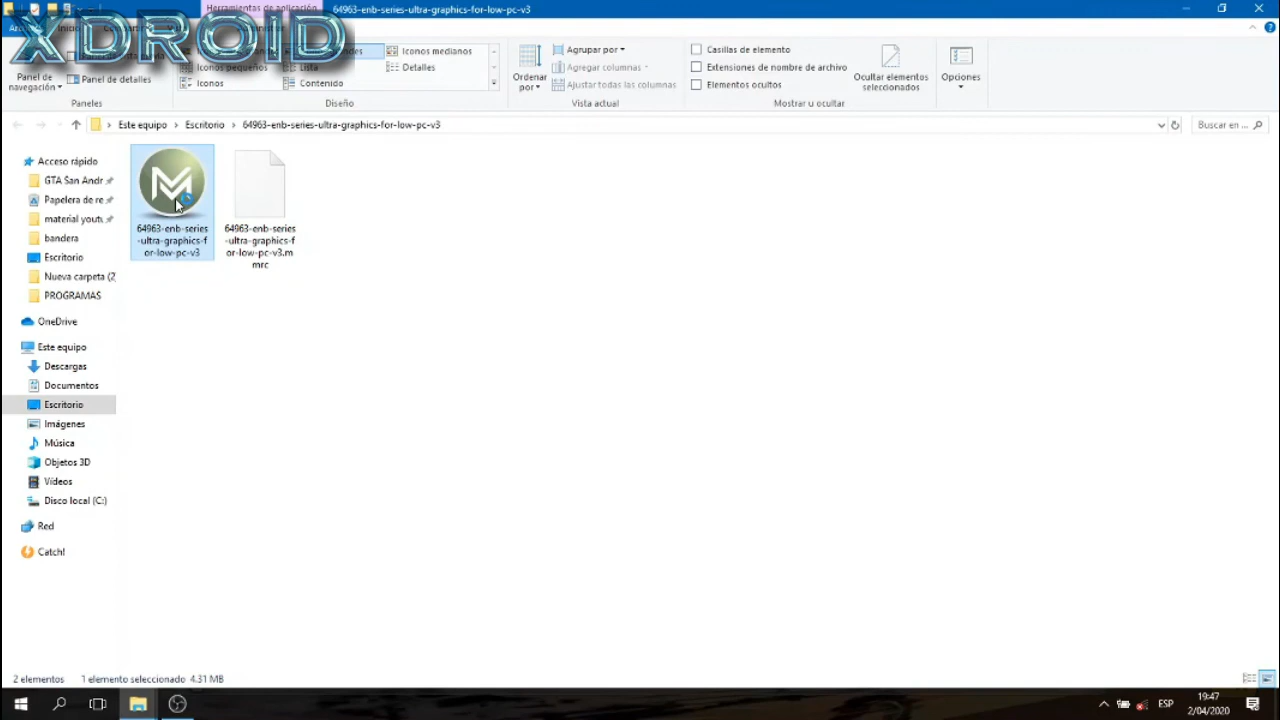 Herramientas de aplicación
64963-enb-series-ultra-graphics-for-low-pc-v3
XDROID
Iconos medianos
Iconos pequeños
Lista
Detalles
Iconos
Contenido
Panel de
navegación
Panel de detalles
Paneles
Diseño
Ordenar
por
Agrupar por
Agregar columnas
Ajustar todas las columnas
Vista actual
Casillas de elemento
Extensiones de nombre de archivo
Elementos ocultos
Ocultar elementos
seleccionados
Mostrar u ocultar
Opciones
Este equipo > Escritorio > 64963-enb-series-ultra-graphics-for-low-pc-v3
Buscar en ...
Acceso rápido
GTA San Andr
Papelera de re
material youtu
bandera
Escritorio
Nueva carpeta (2
PROGRAMAS
OneDrive
Este equipo
Descargas
Documentos
Escritorio
Imágenes
Música
Objetos 3D
Vídeos
Disco local (C:)
Red
Catch!
64963-enb-series
-ultra-graphics-f
or-low-pc-v3
64963-enb-series
-ultra-graphics-f
or-low-pc-v3.m
mrc
2 elementos
1 elemento seleccionado 4.31 MB
ESP
19:47
2/04/2020